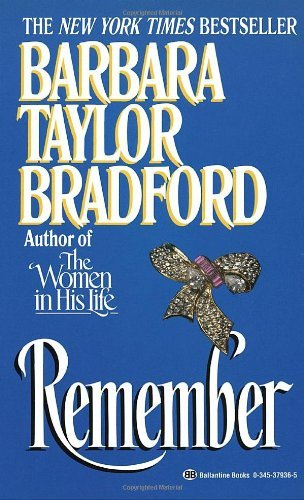 THE NEW YORK TIMES BESTSELLER
BARBARA
TAYLOR
BRADFORD
Author of
The
Women
in His Life
Remember
BB Ballantine Books 0-345-37936-5